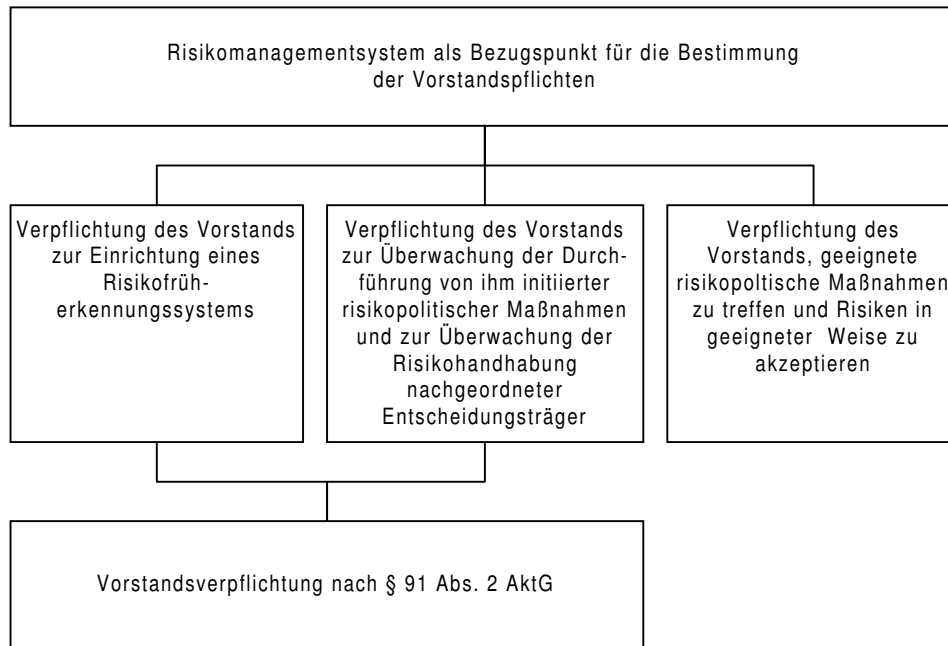 Risikomanagementsystem als Bezugspunkt für die Bestimmung
der Vorstandspflichten
Verpflichtung des Vorstands
zur Einrichtung eines
Risikofrüh-
erkennungssystems
Verpflichtung des Vorstands
zur Überwachung der Durch-
führung von ihm initiierter
risikopolitischer Maßnahmen
und zur Überwachung der
Risikohandhabung
nachgeordneter
Entscheidungsträger
Verpflichtung des
Vorstands, geeignete
risikopoltische Maßnahmen
zu treffen und Risiken in
geeigneter Weise zu
akzeptieren
Vorstandsverpflichtung nach § 91 Abs. 2 AktG